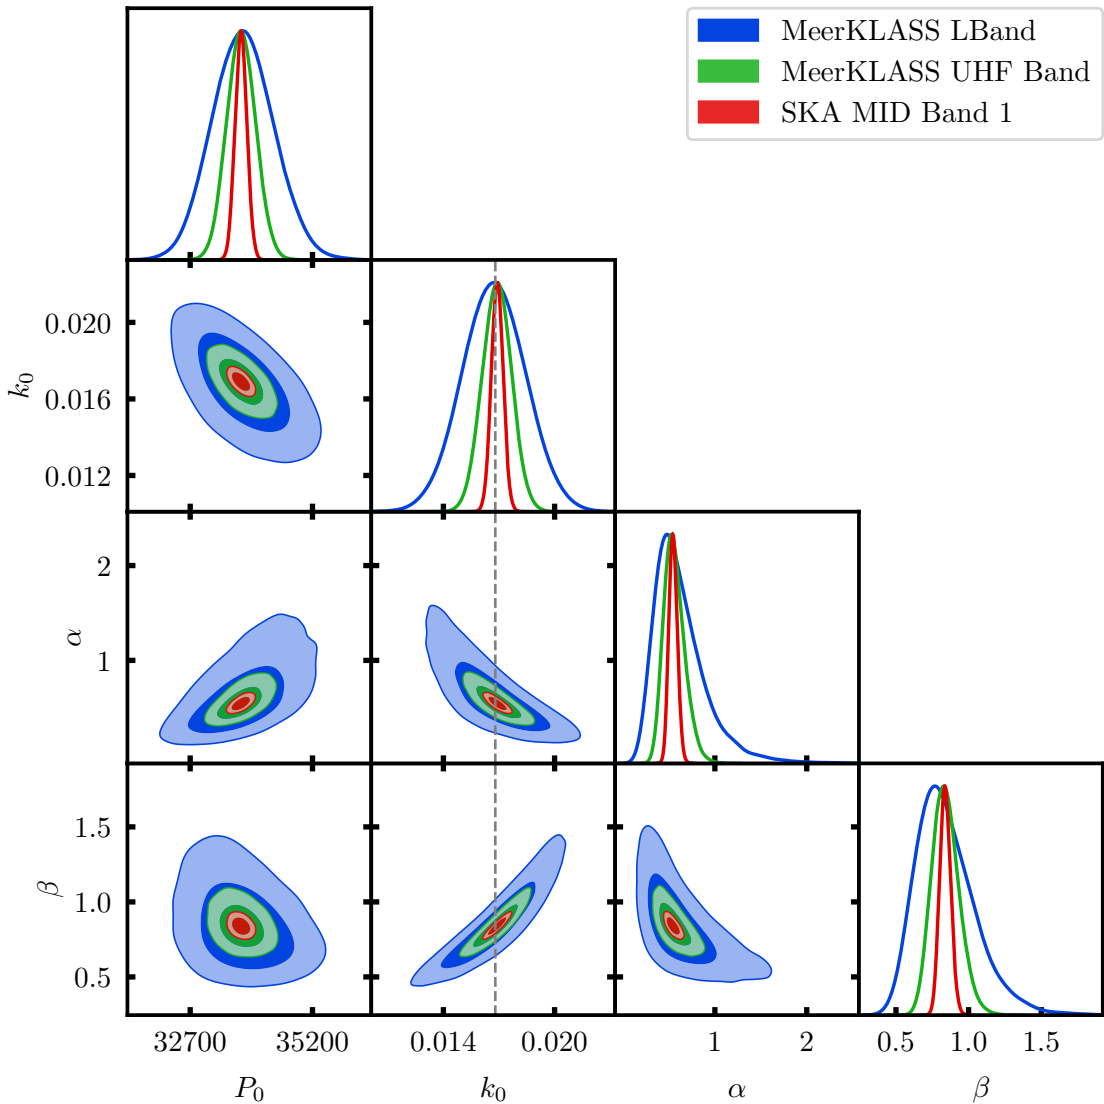 MeerKLASS LBand
MeerKLASS UHF Band
SKA MID Band 1
0.020
0.016
0.012
k₀
2
1
α
1.5
1.0
0.5
β
32700 35200
0.014 0.020
1 2
0.5 1.0 1.5
P₀ k₀ α β